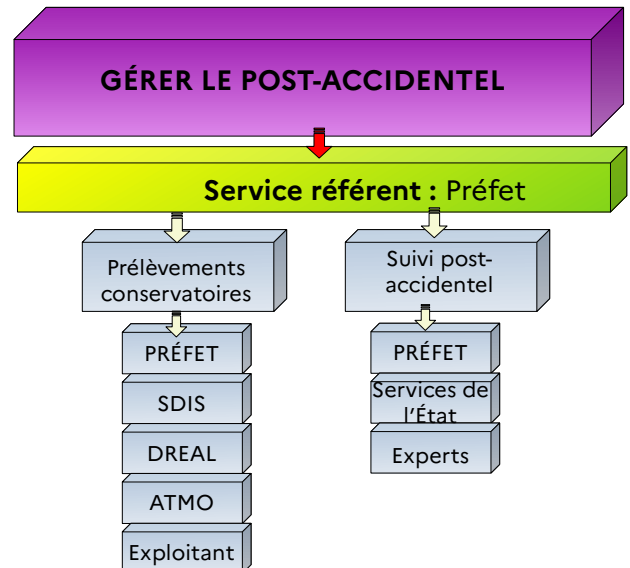 GÉRER LE POST-ACCIDENTEL
Service référent : Préfet
Prélèvements
conservatoires
PRÉFET
SDIS
DREAL
ATMO
Exploitant
Suivi post-
accidentel
PRÉFET
Services de
l'État
Experts